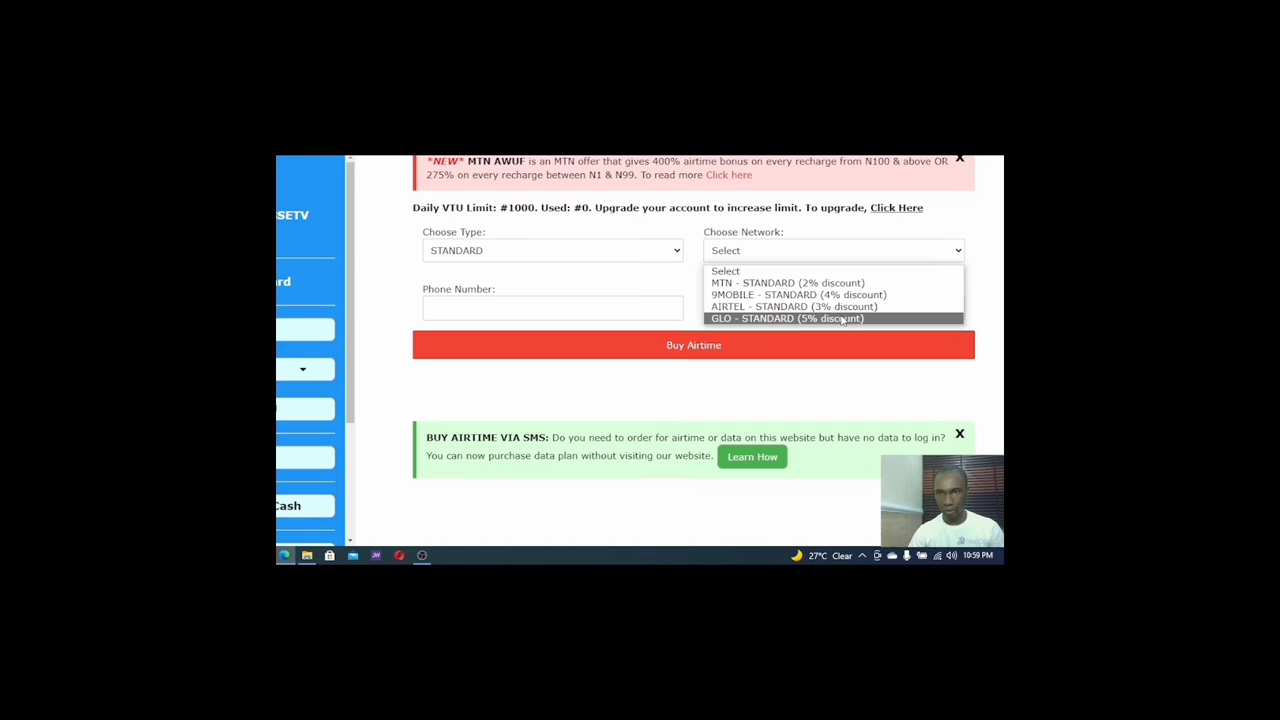 *NEW* MTN AWUF is an MTN offer that gives 400% airtime bonus on every recharge from N100 & above OR
275% on every recharge between N1 & N99. To read more Click here
X
SETV
Daily VTU Limit: #1000. Used: #0. Upgrade your account to increase limit. To upgrade, Click Here
Choose Type:
STANDARD
Choose Network:
Select
Select
MTN - STANDARD (2% discount)
9MOBILE - STANDARD (4% discount)
AIRTEL - STANDARD (3% discount)
GLO - STANDARD (5% discount)
rd
Phone Number:
Buy Airtime
BUY AIRTIME VIA SMS: Do you need to order for airtime or data on this website but have no data to log in?
You can now purchase data plan without visiting our website. Learn How
X
Cash
JW
27°C Clear
10:59 PM